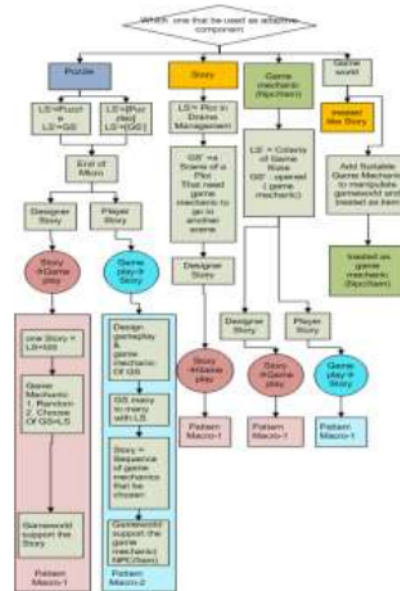 Which one that be used as adaptive
component
Puzzle
Story
Game
mechanic
(Npc/Item)
Game
world
LS=Puzzl
e
LS=GS
LS=[Puz
zles]
LS=[GS']
LS'= Plot in
Drama
Management
treated
like Story
End of
Micro
GS' =a
Scene of a
Plot
That need
game
mechanic to
go in
another
scene
LS' = Criteria
of Game
GS' : opened
( game
mechanic)
Add Suitable
Game Mechanic
to manipulate
gameworld and
treated as item
Designer
Story
Player
Story
Designer
Story
treated as
game
mechanic
(Npc/Item)
Story
Game
play
Game
play
Story
Designer
Story
Player
Story
Story
Game
play
Story
Game
play
Game
play
Story
one Story =
LS=GS
Design
gameplay
&
game
mechanic
Of GS
Game
Mechanic
1. Random
2. Choose
Of GS=LS
GS many
to many
with LS
Pattern
Macro-1
Pattern
Macro-1
Pattern
Macro-1
Story =
Sequence
of game
mechanics
that be
chosen
Gameworld
support the
Story
Gameworld
support the
game
mechanic(
NPC/Item)
Pattern
Macro-1
Pattern
Macro-2